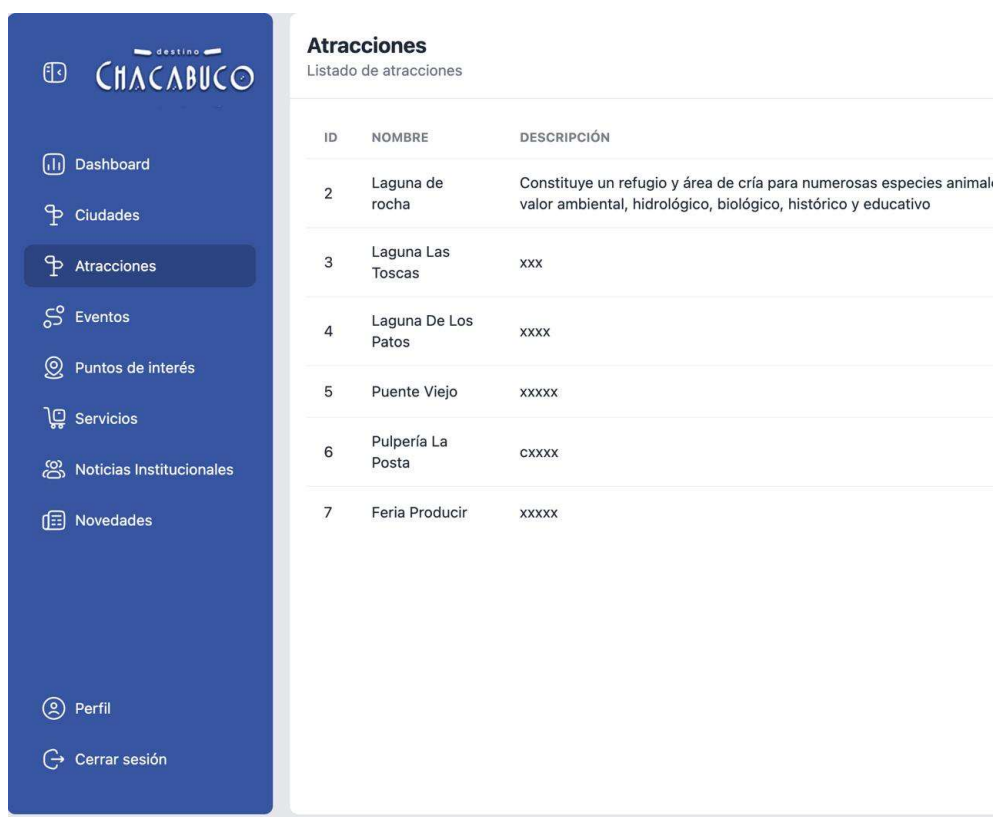 destino
CHACABUCO
Dashboard
Ciudades
Atracciones
Eventos
Puntos de interés
Servicios
Noticias Institucionales
Novedades
Perfil
Cerrar sesión
Atracciones
Listado de atracciones
ID NOMBRE DESCRIPCIÓN
2 Laguna de rocha Constituye un refugio y área de cría para numerosas especies animal
valor ambiental, hidrológico, biológico, histórico y educativo
3 Laguna Las Toscas xxx
4 Laguna De Los Patos xxxx
5 Puente Viejo xxxxx
6 Pulpería La Posta cxxxx
7 Feria Producir xxxxx